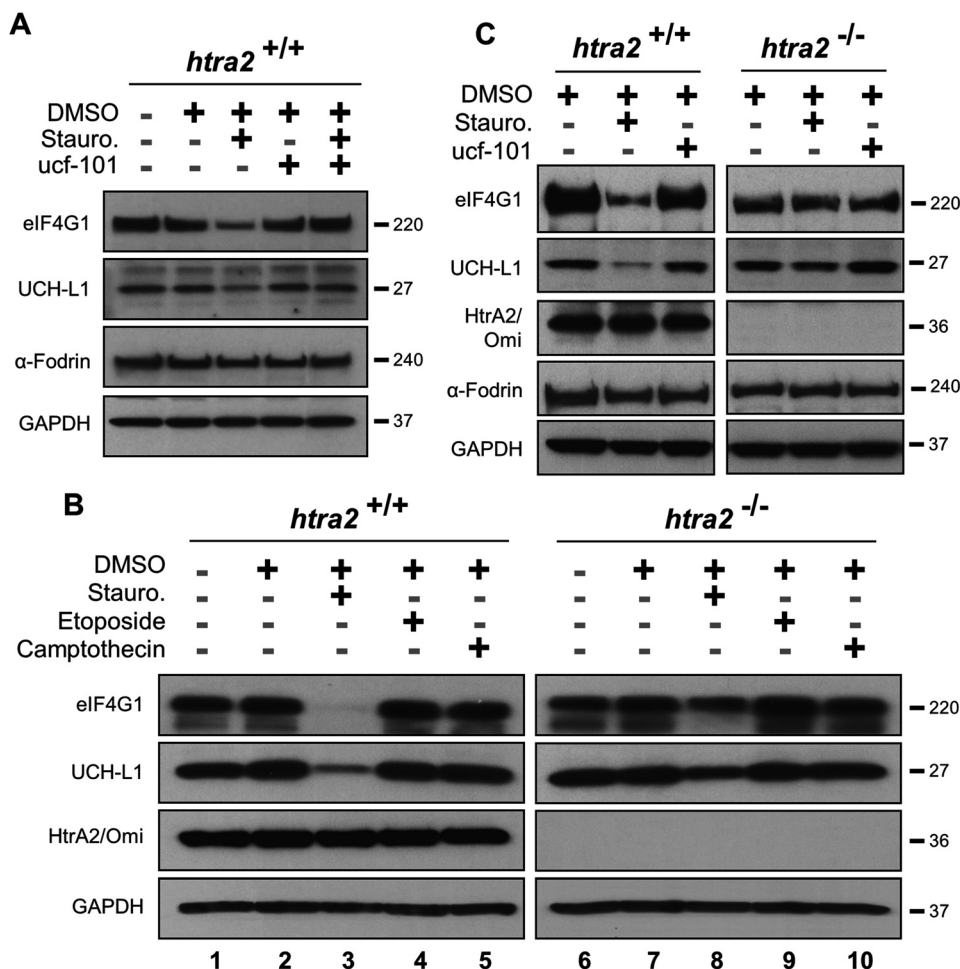 A
htra2 +/+
DMSO - + + + +
Stauro. - - + - +
ucf-101 - - - + +
eIF4G1 220
UCH-L1 27
α-Fodrin 240
GAPDH 37
C
htra2 +/+ htra2 -/-
DMSO + + + + + +
Stauro. - + - - + -
ucf-101 - - + - - +
eIF4G1 220
UCH-L1 27
HtrA2/
Omi 36
α-Fodrin 240
GAPDH 37
B
htra2 +/+ htra2 -/-
DMSO - + + + + - + + + +
Stauro. - - + - - - - + - -
Etoposide - - - + - - - - + -
Camptothecin - - - - + - - - - +
eIF4G1 220
UCH-L1 27
HtrA2/Omi 36
GAPDH 37
1 2 3 4 5 6 7 8 9 10